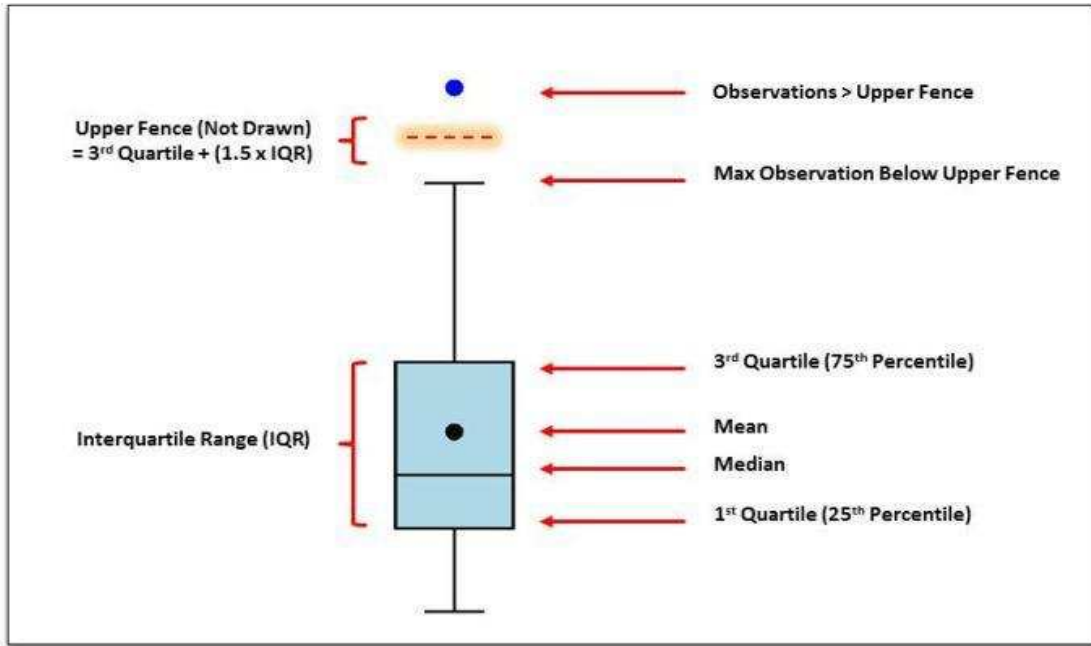 Observations > Upper Fence
Upper Fence (Not Drawn)
= 3rd Quartile + (1.5 x IQR)
Max Observation Below Upper Fence
3rd Quartile (75th Percentile)
Interquartile Range (IQR)
Mean
Median
1st Quartile (25th Percentile)